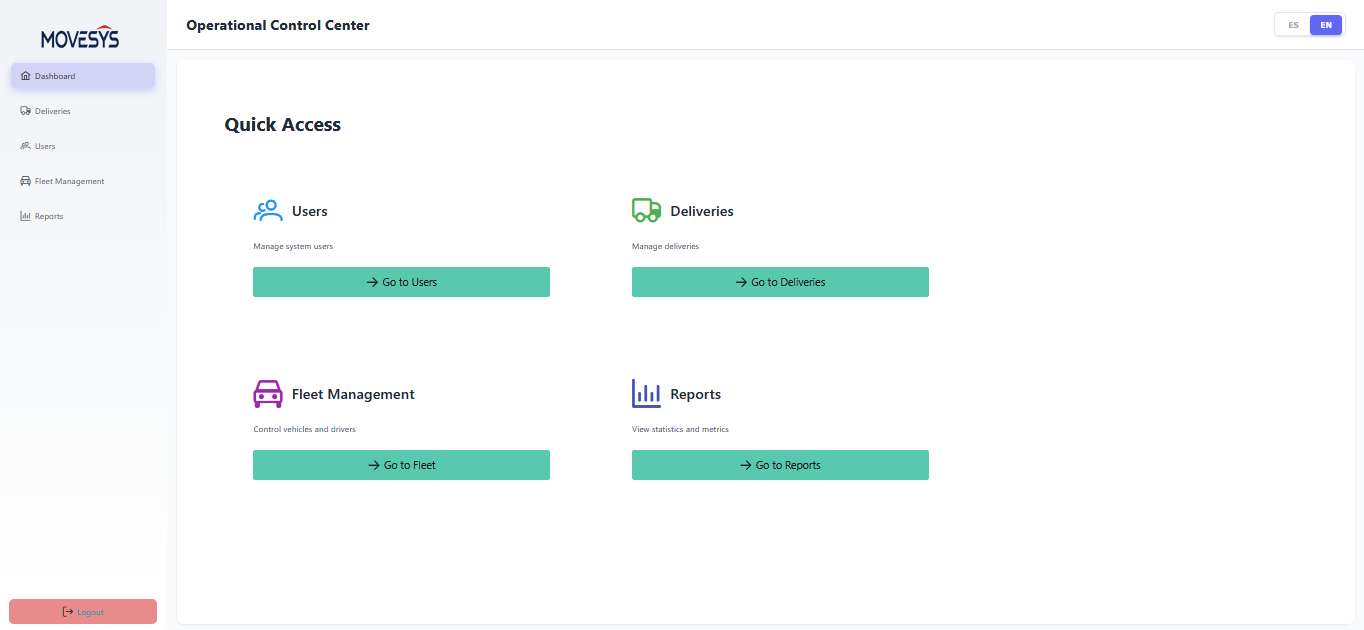 MOVESYS
Operational Control Center
ES EN
Dashboard
Deliveries
Users
Fleet Management
Reports
Quick Access
Users
Manage system users
Go to Users
Deliveries
Manage deliveries
Go to Deliveries
Fleet Management
Control vehicles and drivers
Go to Fleet
Reports
View statistics and metrics
Go to Reports
Logout